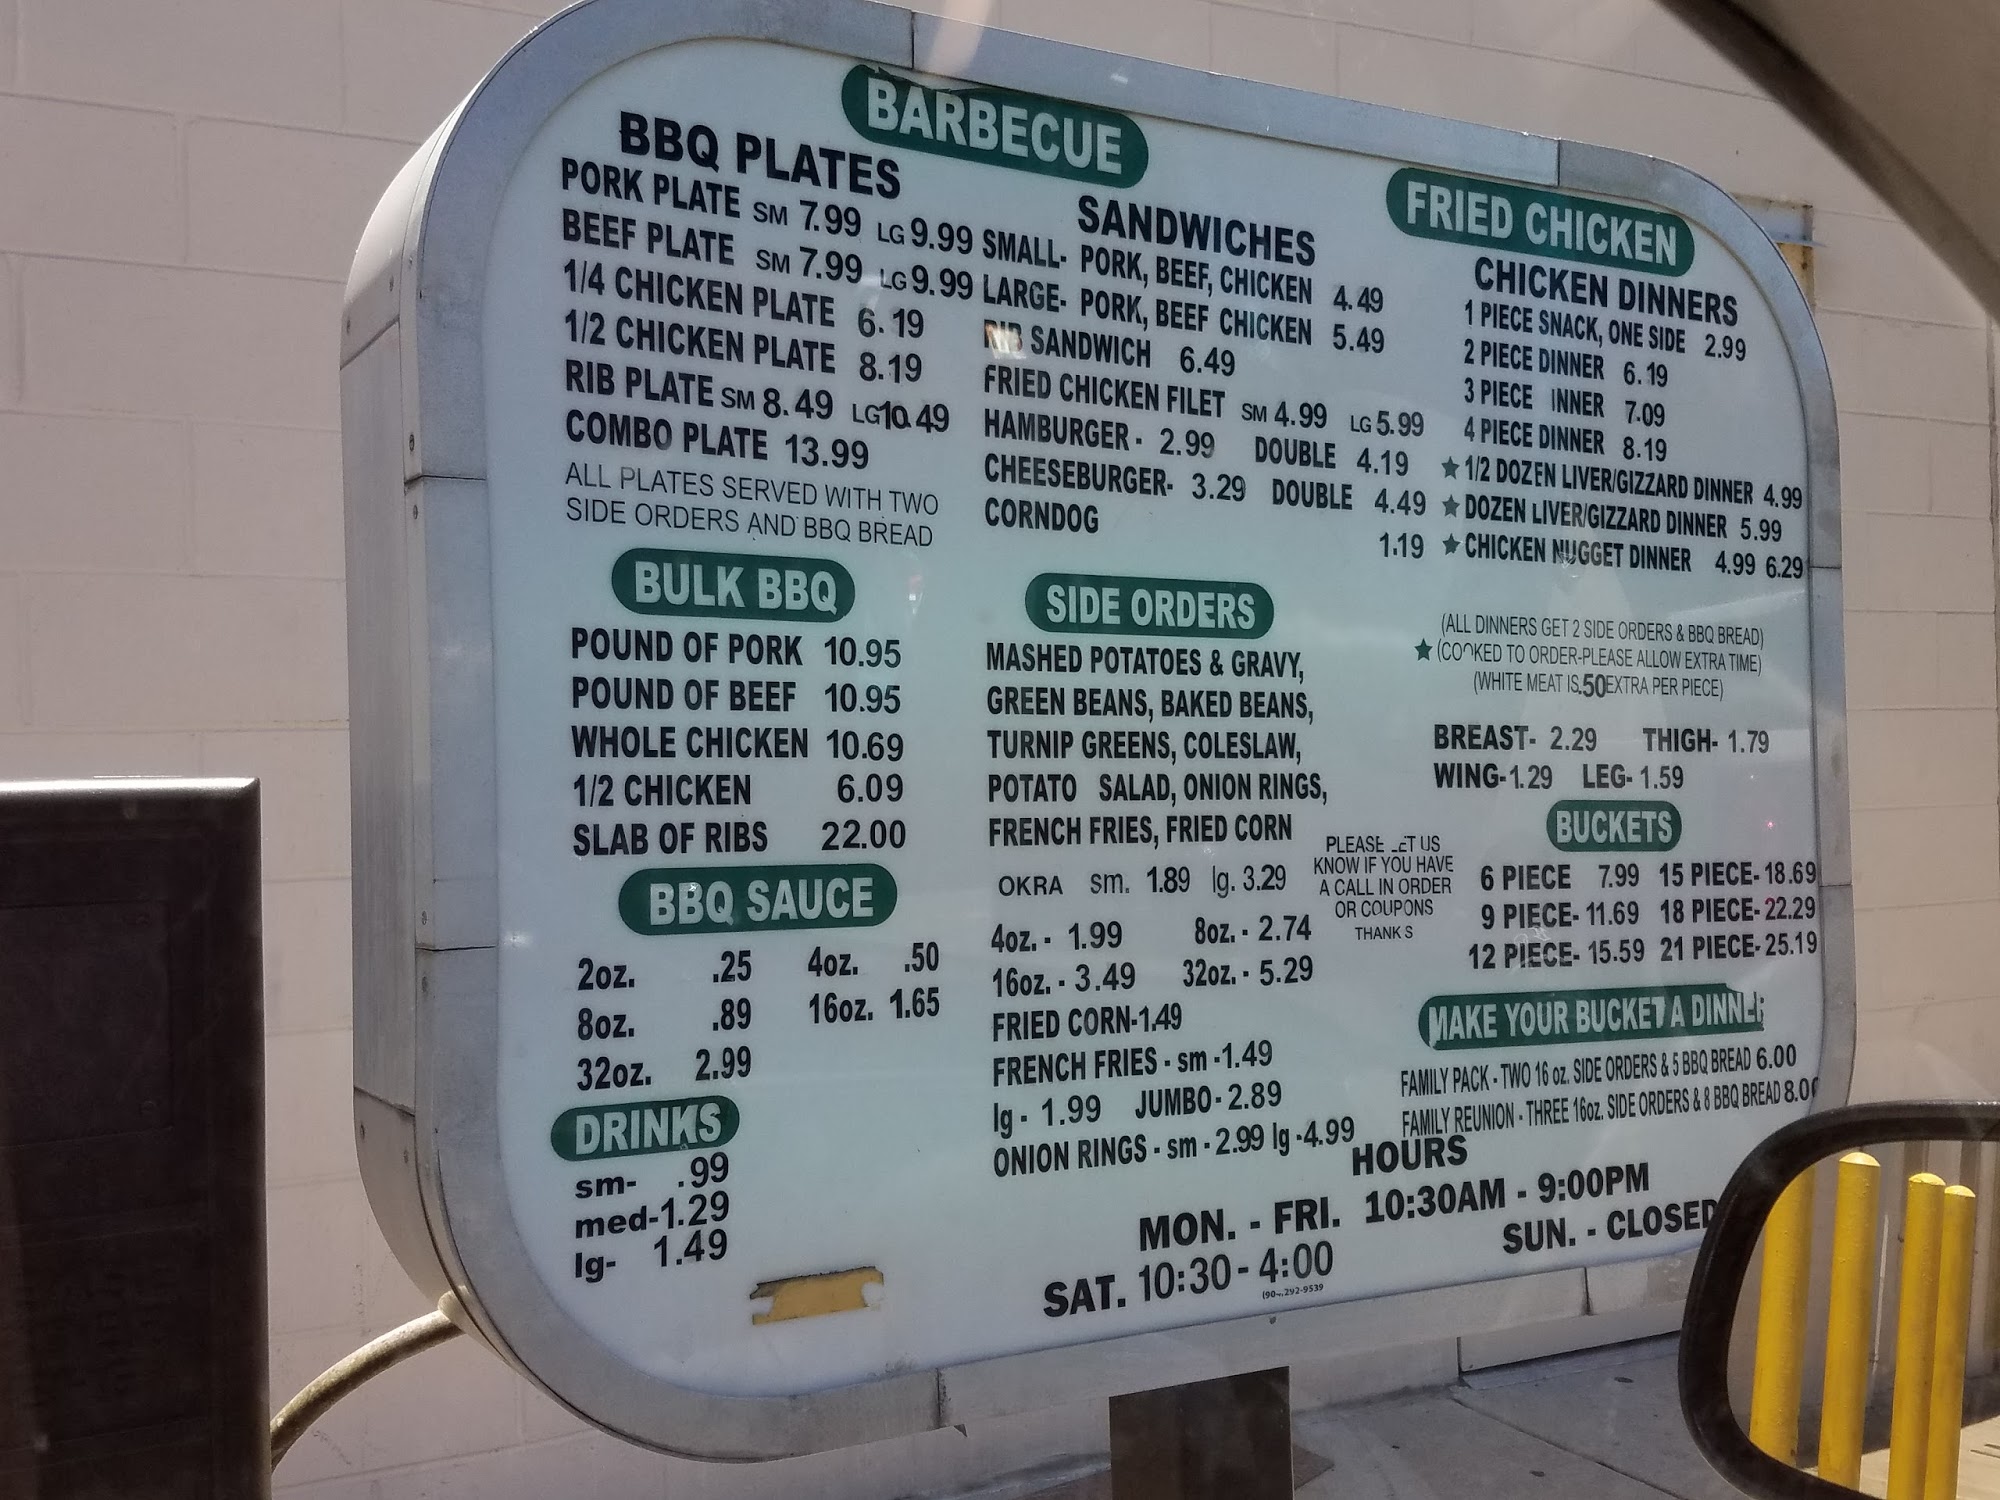 BARBECUE
BBQ PLATES
PORK PLATE SM 7.99 LG 9.99
BEEF PLATE SM 7.99 LG 9.99
1/4 CHICKEN PLATE 6.19
1/2 CHICKEN PLATE 8.19
RIB PLATE SM 8.49 LG 10.49
COMBO PLATE 13.99
ALL PLATES SERVED WITH TWO
SIDE ORDERS AND BBQ BREAD
BULK BBQ
POUND OF PORK 10.95
POUND OF BEEF 10.95
WHOLE CHICKEN 10.69
1/2 CHICKEN 6.09
SLAB OF RIBS 22.00
BBQ SAUCE
2oz. .25 4oz. .50
8oz. .89 16oz. 1.65
32oz. 2.99
DRINKS
sm- .99
med-1.29
lg- 1.49
SANDWICHES
SMALL- PORK, BEEF, CHICKEN 4.49
LARGE- PORK, BEEF CHICKEN 5.49
RIB SANDWICH 6.49
FRIED CHICKEN FILET SM 4.99 LG 5.99
HAMBURGER - 2.99 DOUBLE 4.19
CHEESEBURGER- 3.29 DOUBLE 4.49
CORNDOG 1.19
SIDE ORDERS
MASHED POTATOES & GRAVY,
GREEN BEANS, BAKED BEANS,
TURNIP GREENS, COLESLAW,
POTATO SALAD, ONION RINGS,
FRENCH FRIES, FRIED CORN
OKRA sm. 1.89 lg. 3.29
4oz. - 1.99 8oz. - 2.74
16oz. - 3.49 32oz. - 5.29
FRIED CORN-1.49
FRENCH FRIES - sm -1.49
lg - 1.99 JUMBO- 2.89
ONION RINGS - sm - 2.99 lg -4.99
PLEASE LET US
KNOW IF YOU HAVE
A CALL IN ORDER
OR COUPONS
THANK S
FRIED CHICKEN
CHICKEN DINNERS
1 PIECE SNACK, ONE SIDE 2.99
2 PIECE DINNER 6.19
3 PIECE INNER 7.09
4 PIECE DINNER 8.19
★ 1/2 DOZEN LIVER/GIZZARD DINNER 4.99
★ DOZEN LIVER/GIZZARD DINNER 5.99
★ CHICKEN NUGGET DINNER 4.99 6.29
(ALL DINNERS GET 2 SIDE ORDERS & BBQ BREAD)
★ (COOKED TO ORDER-PLEASE ALLOW EXTRA TIME)
(WHITE MEAT IS .50 EXTRA PER PIECE)
BREAST- 2.29 THIGH- 1.79
WING-1.29 LEG- 1.59
BUCKETS
6 PIECE 7.99 15 PIECE- 18.69
9 PIECE- 11.69 18 PIECE- 22.29
12 PIECE- 15.59 21 PIECE- 25.19
MAKE YOUR BUCKET A DINNER
FAMILY PACK - TWO 16 oz. SIDE ORDERS & 5 BBQ BREAD 6.00
FAMILY REUNION - THREE 16oz. SIDE ORDERS & 8 BBQ BREAD 8.00
HOURS
MON. - FRI. 10:30AM - 9:00PM
SAT. 10:30 - 4:00 SUN. - CLOSED
292-9539